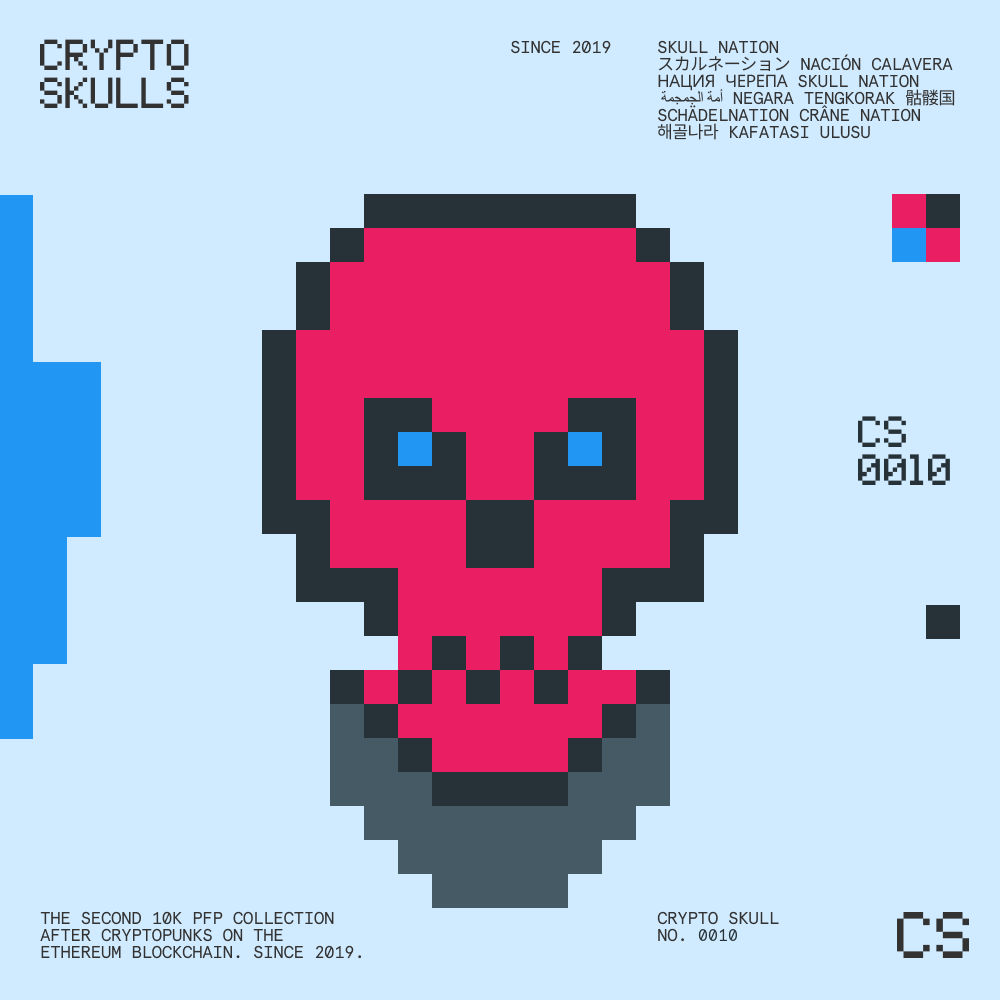 CRYPTO
SKULLS
SINCE 2019
SKULL NATION
スカルネーション NACIÓN CALAVERA
НАЦИЯ ЧЕРЕПА SKULL NATION
أمة الجمجمة NEGARA TENGKORAK 骷髅国
SCHÄDELNATION CRÂNE NATION
해골나라 KAFATASI ULUSU
CS
0010
THE SECOND 10K PFP COLLECTION
AFTER CRYPTOPUNKS ON THE
ETHEREUM BLOCKCHAIN. SINCE 2019.
CRYPTO SKULL
NO. 0010
CS